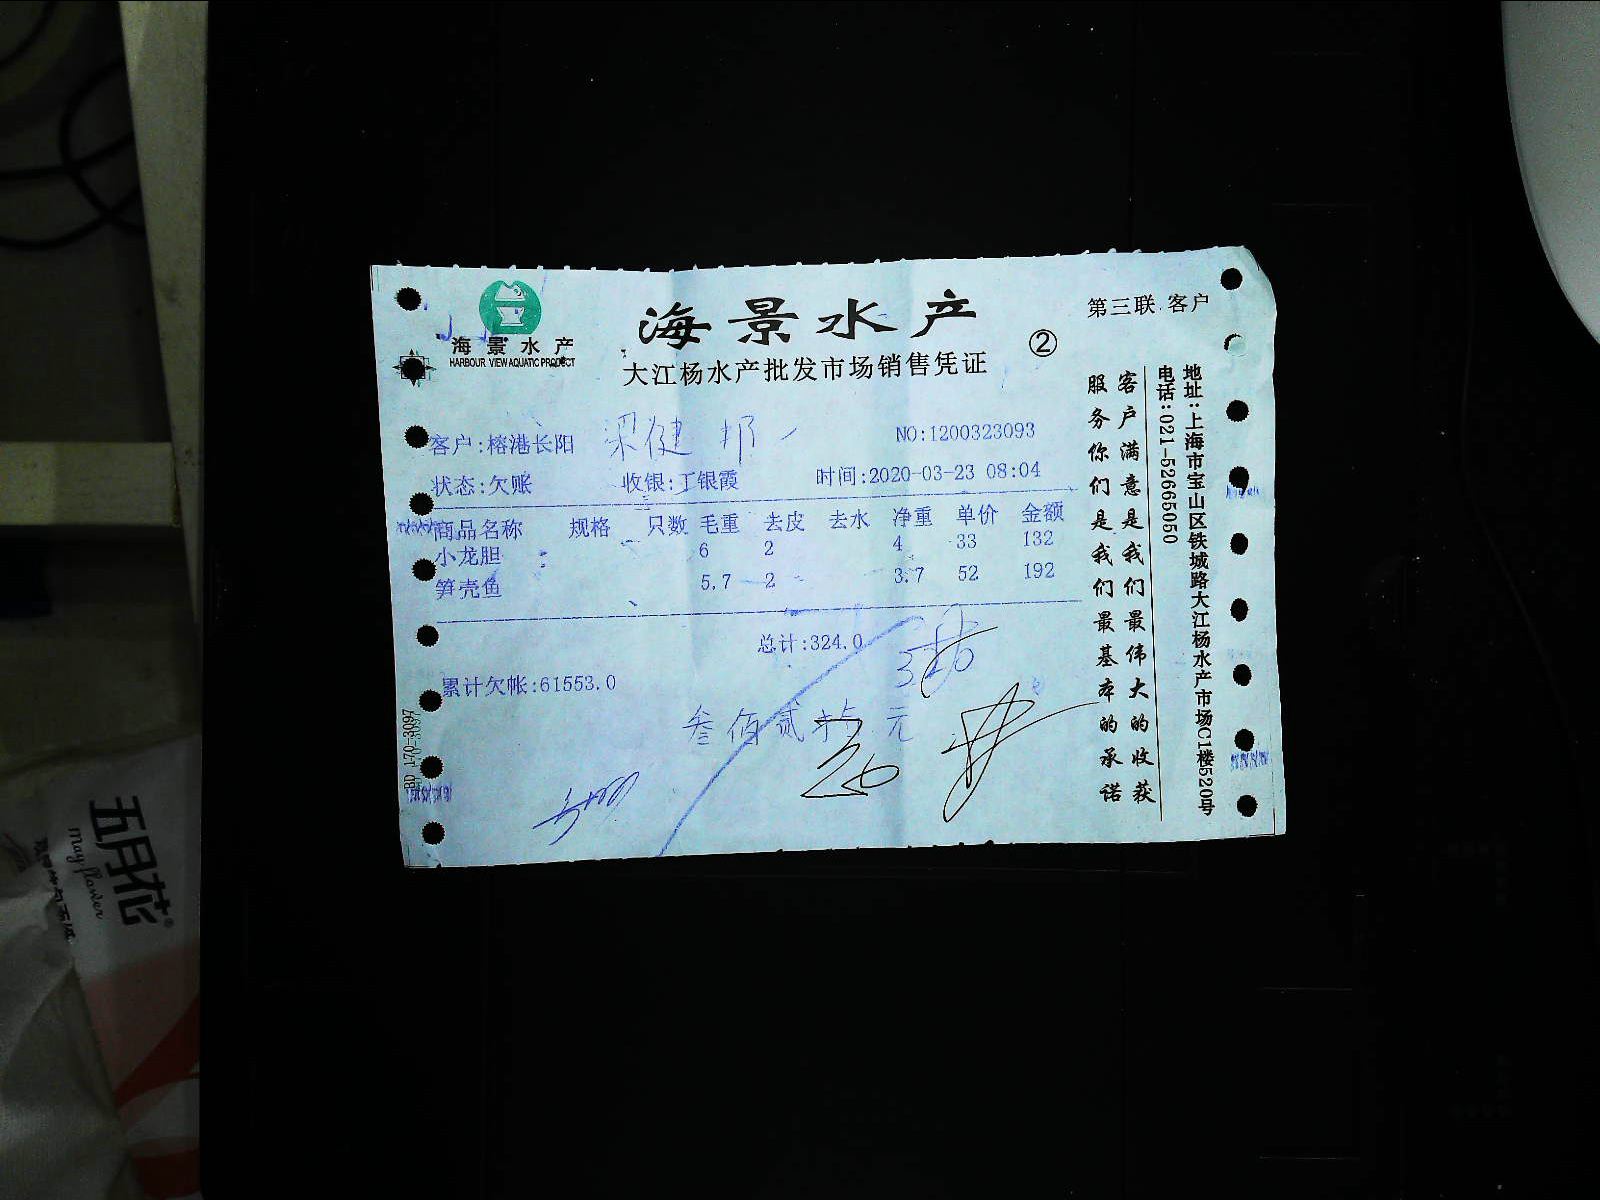 海景水产
HARBOUR VIEW AQUATIC PRODUCT
海景水产
大江杨水产批发市场销售凭证
②
第三联 客户
客户:榕港长阳 梁健邦
NO:1200323093
状态:欠账 收银:丁银霞 时间:2020-03-23 08:04
商品名称 规格 只数 毛重 去皮 去水 净重 单价 金额
小龙胆 6 2 4 33 132
笋壳鱼 5.7 2 3.7 52 192
总计:324.0
累计欠帐:61553.0
叁佰贰拾 元
客户满意是我们最伟大的收获
服务你们是我们最基本的承诺
地址:上海市宝山区铁城路大江杨水产市场C1楼520号
电话:021-52665050
BD 170-3097
五月花
mayflower